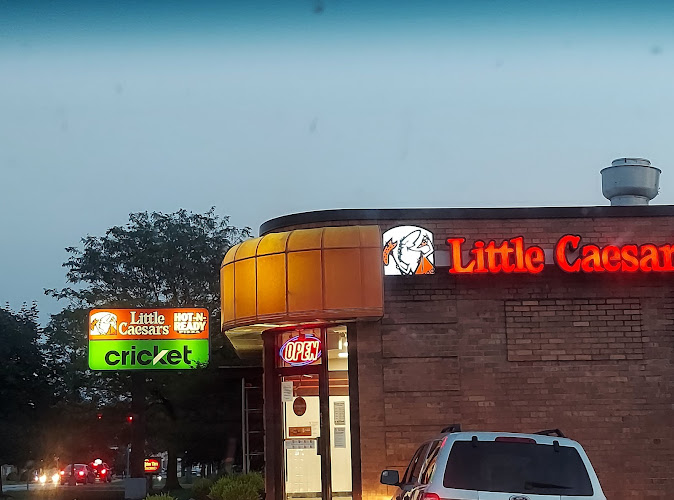 Little Caesars
Little
Caesars
HOT-N-
READY
cricket
OPEN